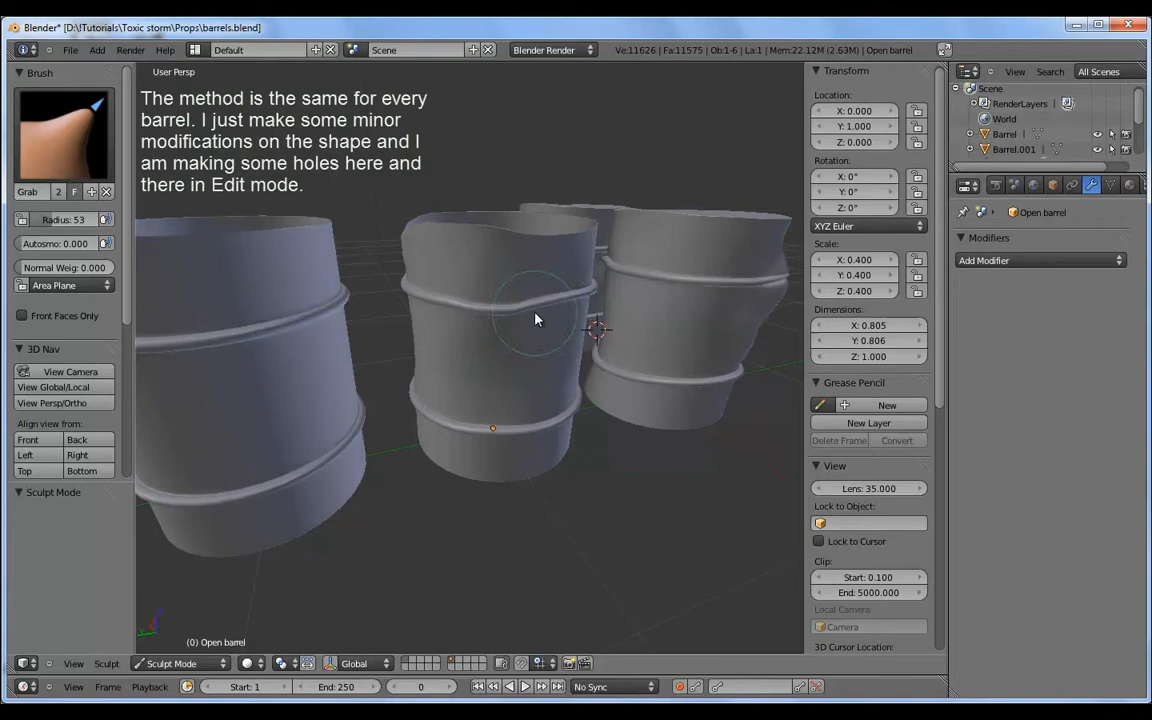 Blender* [D:\!Tutorials\Toxic storm\Props\barrels.blend]
File Add Render Help Default Scene Blender Render Ve:11626 | Fa:11575 | Ob:1-6 | La:1 | Mem:22.12M (2.63M) | Open barrel
Brush
Grab 2 F
Radius: 53
Autosmo: 0.000
Normal Weig: 0.000
Area Plane
Front Faces Only
3D Nav
View Camera
View Global/Local
View Persp/Ortho
Align view from:
Front Back
Left Right
Top Bottom
Sculpt Mode
User Persp
The method is the same for every
barrel. I just make some minor
modifications on the shape and I
am making some holes here and
there in Edit mode.
(0) Open barrel
Transform
Location:
X: 0.000
Y: 1.000
Z: 0.000
Rotation:
X: 0°
Y: 0°
Z: 0°
XYZ Euler
Scale:
X: 0.400
Y: 0.400
Z: 0.400
Dimensions:
X: 0.805
Y: 0.806
Z: 1.000
Grease Pencil
New
New Layer
Delete Frame Convert
View
Lens: 35.000
Lock to Object:
Lock to Cursor
Clip:
Start: 0.100
End: 5000.000
Local Camera:
Camera
3D Cursor Location:
View Search All Scenes
Scene
RenderLayers
World
Barrel
Barrel.001
Open barrel
Modifiers
Add Modifier
View Sculpt Sculpt Mode Global
View Frame Playback Start: 1 End: 250 0 No Sync